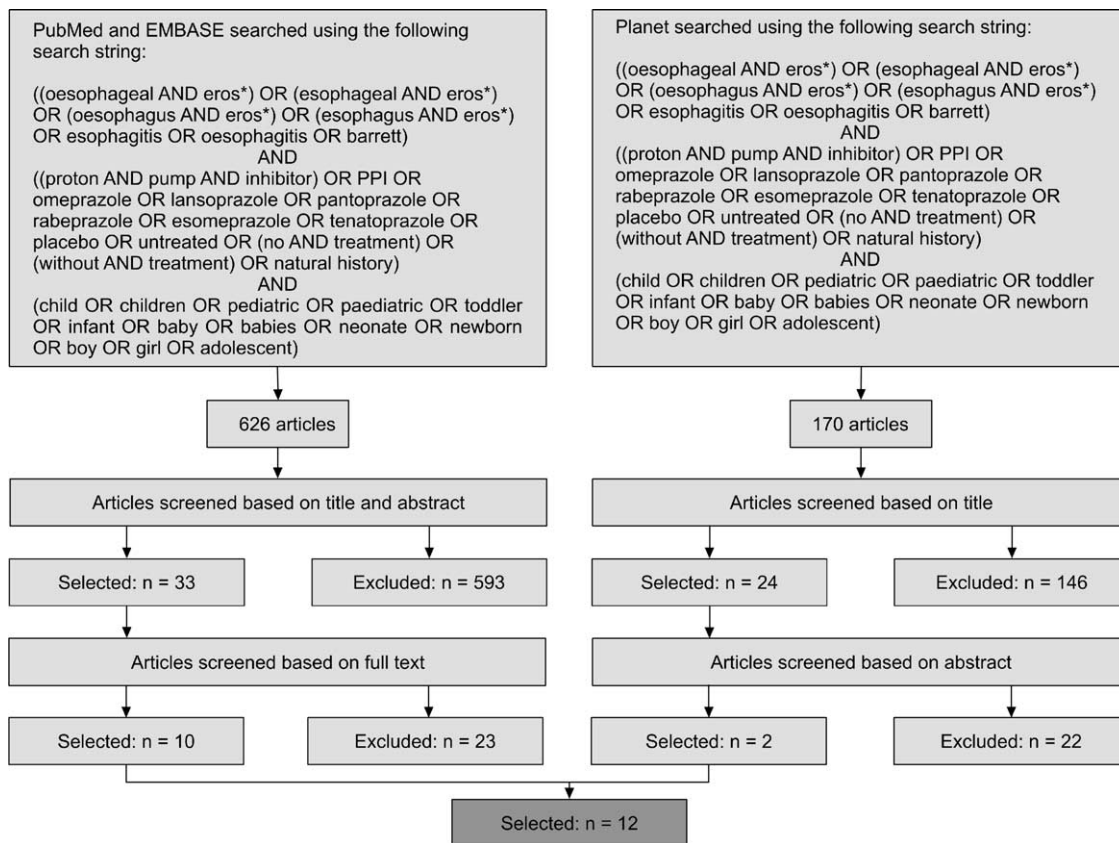 PubMed and EMBASE searched using the following
search string:
((oesophageal AND eros*) OR (esophageal AND eros*)
OR (oesophagus AND eros*) OR (esophagus AND eros*)
OR esophagitis OR oesophagitis OR barrett)
AND
((proton AND pump AND inhibitor) OR PPI OR
omeprazole OR lansoprazole OR pantoprazole OR
rabeprazole OR esomeprazole OR tenatoprazole OR
placebo OR untreated OR (no AND treatment) OR
(without AND treatment) OR natural history)
AND
(child OR children OR pediatric OR paediatric OR toddler
OR infant OR baby OR babies OR neonate OR newborn
OR boy OR girl OR adolescent)
626 articles
Articles screened based on title and abstract
Selected: n = 33
Excluded: n = 593
Articles screened based on full text
Selected: n = 10
Excluded: n = 23
Planet searched using the following search string:
((oesophageal AND eros*) OR (esophageal AND eros*)
OR (oesophagus AND eros*) OR (esophagus AND eros*)
OR esophagitis OR oesophagitis OR barrett)
AND
((proton AND pump AND inhibitor) OR PPI OR
omeprazole OR lansoprazole OR pantoprazole OR
rabeprazole OR esomeprazole OR tenatoprazole OR
placebo OR untreated OR (no AND treatment) OR
(without AND treatment) OR natural history)
AND
(child OR children OR pediatric OR paediatric OR toddler
OR infant OR baby OR babies OR neonate OR newborn
OR boy OR girl OR adolescent)
170 articles
Articles screened based on title
Selected: n = 24
Excluded: n = 146
Articles screened based on abstract
Selected: n = 2
Excluded: n = 22
Selected: n = 12